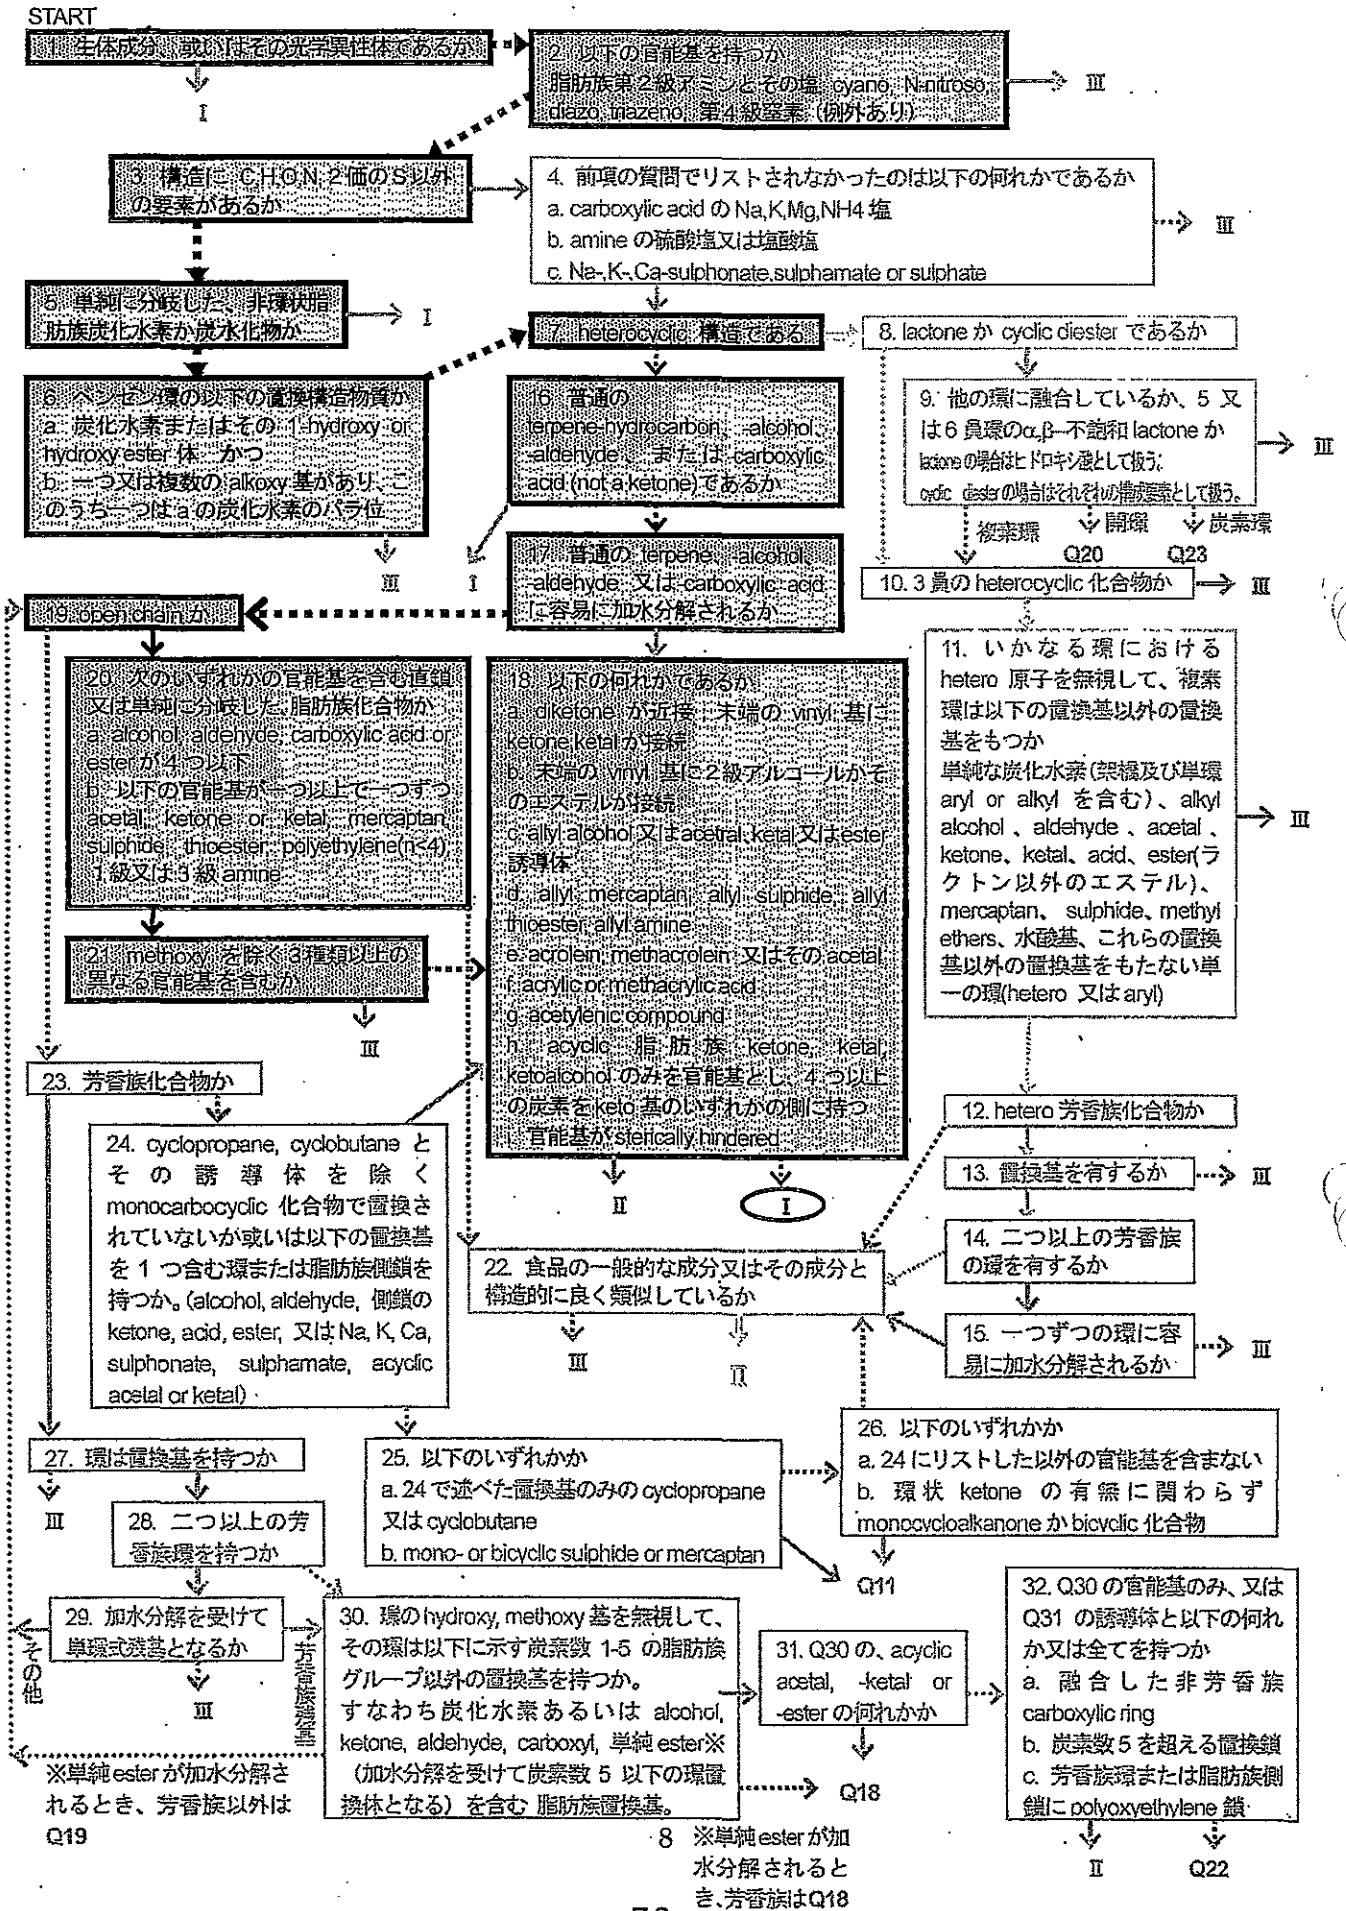 START
1. 生体成分、或いはその光学異性体であるか
I
2. 以下の官能基を持つか
脂肪族第2級アミンとその塩, cyano, N-nitroso,
diazo, triazeno, 第4級窒素 (例外あり)
III
3. 構造に C,H,O,N, 2価のS以外
の要素があるか
4. 前項の質問でリストされなかったのは以下の何れかであるか
a. carboxylic acid の Na,K,Mg,NH4 塩
b. amine の硫酸塩又は塩酸塩
c. Na-,K-,Ca-sulphonate,sulphamate or sulphate
III
5. 単純に分岐した、非環状脂
肪族炭化水素か炭水化物か
I
7. heterocyclic 構造である
8. lactone か cyclic diester であるか
6. ベンゼン環の以下の置換構造物質か
a. 炭化水素またはその 1'-hydroxy or
hydroxy ester 体 かつ
b. 一つ又は複数の alkoxy 基があり、こ
のうち一つは a の炭化水素のパラ位
III
16. 普通の
terpene-hydrocarbon、-alcohol、
-aldehyde、または -carboxylic
acid (not a ketone)であるか
I
9. 他の環に融合しているか、5 又
は 6 員環のα,β-不飽和 lactone か
lactoneの場合はヒドロキシ酸として扱う;
cyclic diesterの場合はそれぞれの構成要素として扱う。
III
複素環
開環
炭素環
Q20
Q23
17. 普通の terpene、-alcohol、
-aldehyde 又は -carboxylic acid
に容易に加水分解されるか
10. 3 員の heterocyclic 化合物か
III
19. open chain か
11. いかなる環における
hetero 原子を無視して、複素
環は以下の置換基以外の置換
基をもつか
単純な炭化水素(架橋及び単環
aryl or alkyl を含む)、alkyl
alcohol 、aldehyde 、acetal 、
ketone、ketal、acid、ester(ラ
クトン以外のエステル)、
mercaptan、sulphide、methyl
ethers、水酸基、これらの置換
基以外の置換基をもたない単
一の環(hetero 又は aryl)
III
20. 次のいずれかの官能基を含む直鎖
又は単純に分岐した、脂肪族化合物か
a. alcohol, aldehyde, carboxylic acid or
ester が 4 つ以下
b. 以下の官能基が一つ以上で一つずつ
acetal, ketone or ketal, mercaptan,
sulphide, thioester, polyethylene(n<4),
1級又は3級 amine
18. 以下の何れかであるか
a. diketone が近接; 末端の vinyl 基に
ketone,ketal が接続
b. 末端の vinyl 基に2級アルコールかそ
のエステルが接続
c. allyl alcohol 又は acetral, ketal 又は ester
誘導体
d. allyl mercaptan, allyl sulphide, allyl
thioester, allyl amine
e. acrolein, methacrolein 又はその acetal
f. acrylic or methacrylic acid
g. acetylenic compound
h. acyclic 脂肪族 ketone, ketal,
ketoalcohol のみを官能基とし、4 つ以上
の炭素を keto 基のいずれかの側に持つ
i. 官能基が sterically hindered
II
I
21. methoxy を除く3種類以上の
異なる官能基を含むか
III
23. 芳香族化合物か
12. hetero 芳香族化合物か
13. 置換基を有するか
III
24. cyclopropane, cyclobutane と
その誘導体を除く
monocarbocyclic 化合物で置換さ
れていないか或いは以下の置換基
を 1 つ含む環または脂肪族側鎖を
持つか。(alcohol, aldehyde, 側鎖の
ketone, acid, ester, 又は Na, K, Ca,
sulphonate, sulphamate, acyclic
acetal or ketal)
14. 二つ以上の芳香族
の環を有するか
22. 食品の一般的な成分又はその成分と
構造的に良く類似しているか
III
II
15. 一つずつの環に容
易に加水分解されるか
III
27. 環は置換基を持つか
III
25. 以下のいずれかか
a. 24 で述べた置換基のみの cyclopropane
又は cyclobutane
b. mono- or bicyclic sulphide or mercaptan
26. 以下のいずれかか
a. 24 にリストした以外の官能基を含まない
b. 環状 ketone の有無に関わらず
monocycloalkanone か bicyclic 化合物
Q11
28. 二つ以上の芳
香族環を持つか
29. 加水分解を受けて
単環式残基となるか
その他
芳香族残基
III
30. 環の hydroxy, methoxy 基を無視して、
その環は以下に示す炭素数 1-5 の脂肪族
グループ以外の置換基を持つか。
すなわち炭化水素あるいは alcohol,
ketone, aldehyde, carboxyl, 単純 ester※
(加水分解を受けて炭素数 5 以下の環置
換体となる) を含む 脂肪族置換基。
31. Q30 の、acyclic
acetal, -ketal or
-ester の何れかか
Q18
32. Q30 の官能基のみ、又は
Q31 の誘導体と以下の何れ
か又は全てを持つか
a. 融合した非芳香族
carboxylic ring
b. 炭素数 5 を超える置換鎖
c. 芳香族環または脂肪族側
鎖に polyoxyethylene 鎖
II
Q22
※単純 ester が加水分解さ
れるとき、芳香族以外は
Q19
8
※単純 ester が加
水分解されると
き、芳香族は Q18